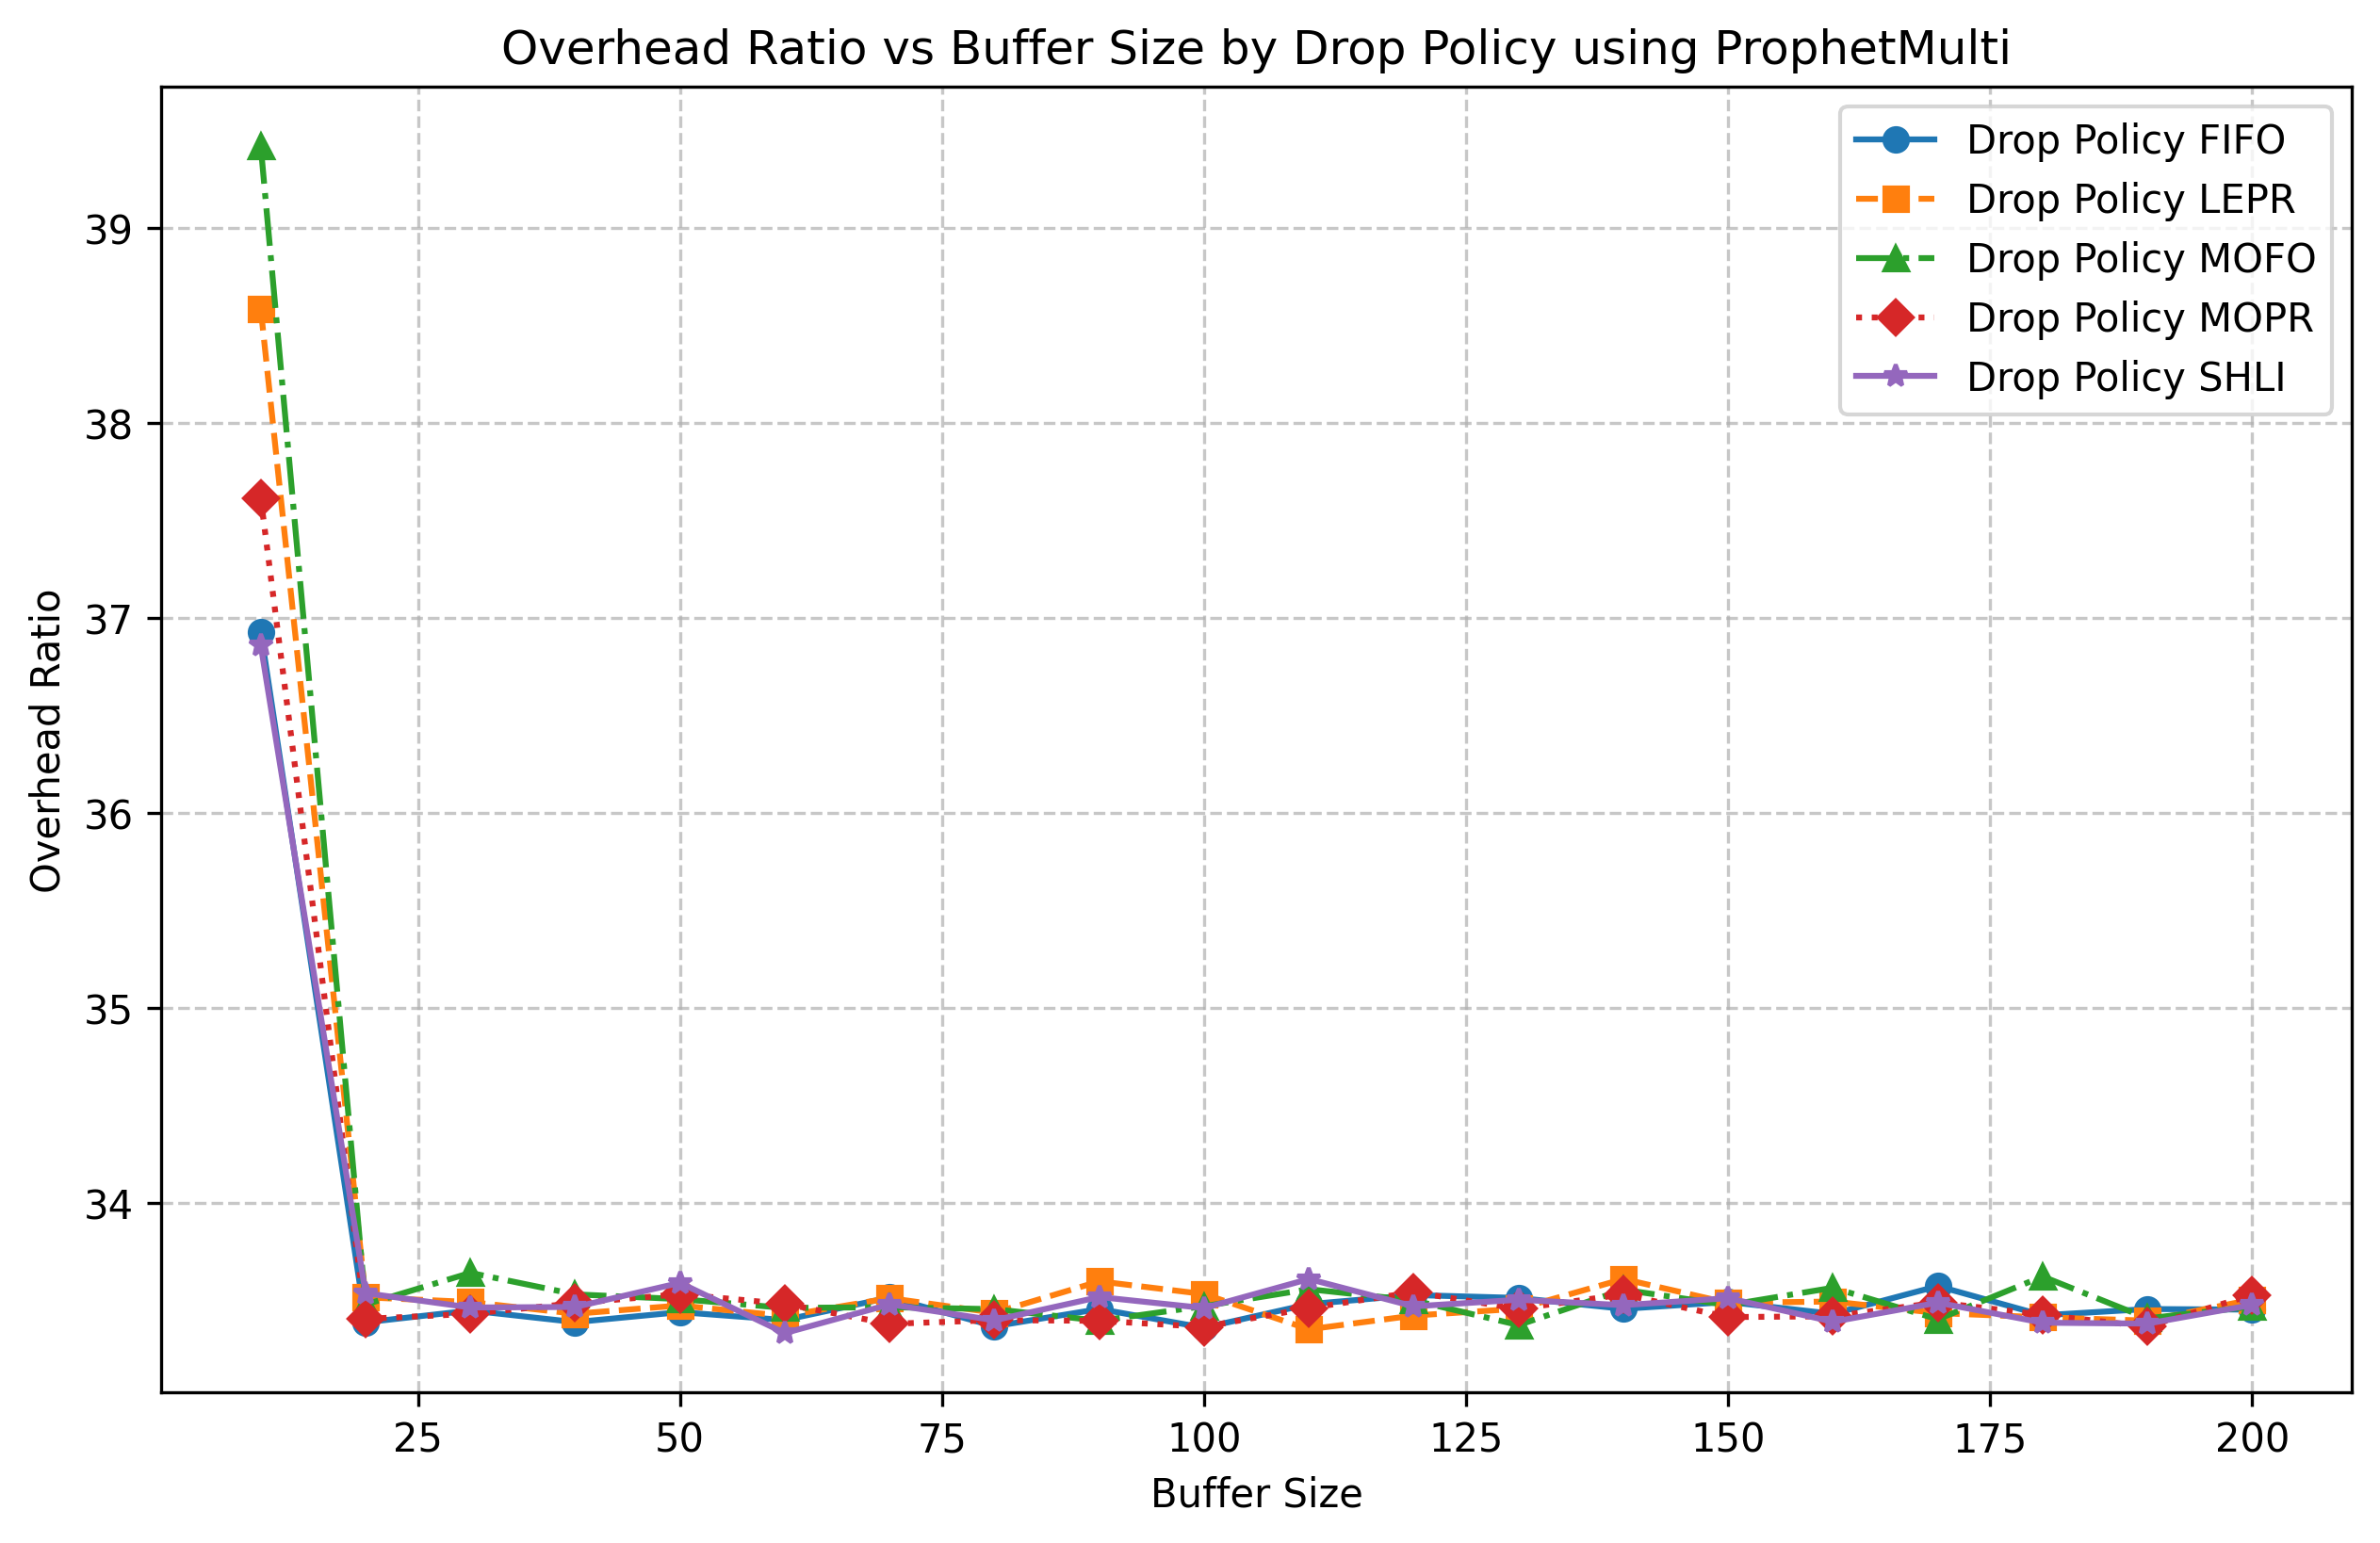 Overhead Ratio vs Buffer Size by Drop Policy using ProphetMulti
Drop Policy FIFO
Drop Policy LEPR
Drop Policy MOFO
Drop Policy MOPR
Drop Policy SHLI
Overhead Ratio
39
38
37
36
35
34
25 50 75 100 125 150 175 200
Buffer Size